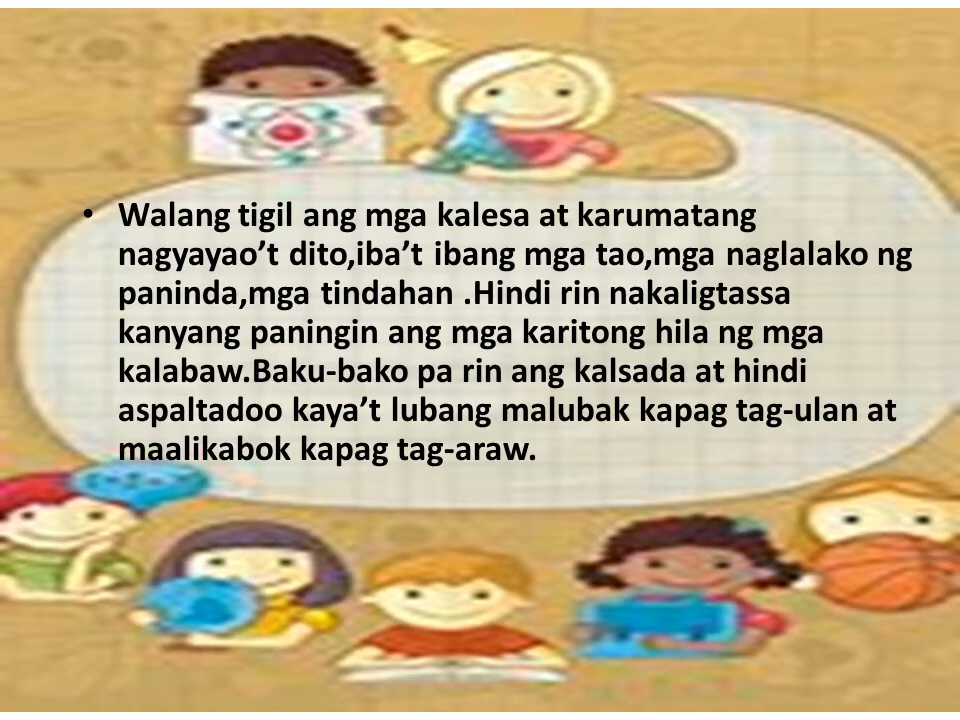 • Walang tigil ang mga kalesa at karumatang
nagyayao’t dito,iba’t ibang mga tao,mga naglalako ng
paninda,mga tindahan .Hindi rin nakaligtassa
kanyang paningin ang mga karitong hila ng mga
kalabaw.Baku-bako pa rin ang kalsada at hindi
aspaltadoo kaya’t lubang malubak kapag tag-ulan at
maalikabok kapag tag-araw.